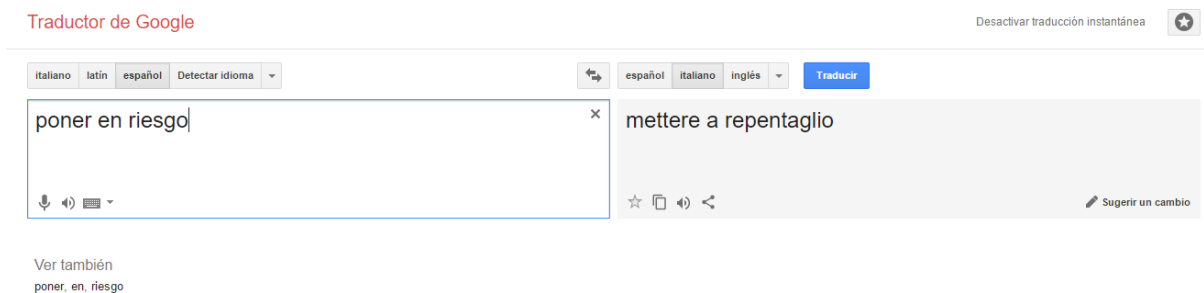 Traductor de Google
Desactivar traducción instantánea
italiano latín español Detectar idioma
español italiano inglés Traducir
poner en riesgo
mettere a repentaglio
Sugerir un cambio
Ver también
poner, en, riesgo